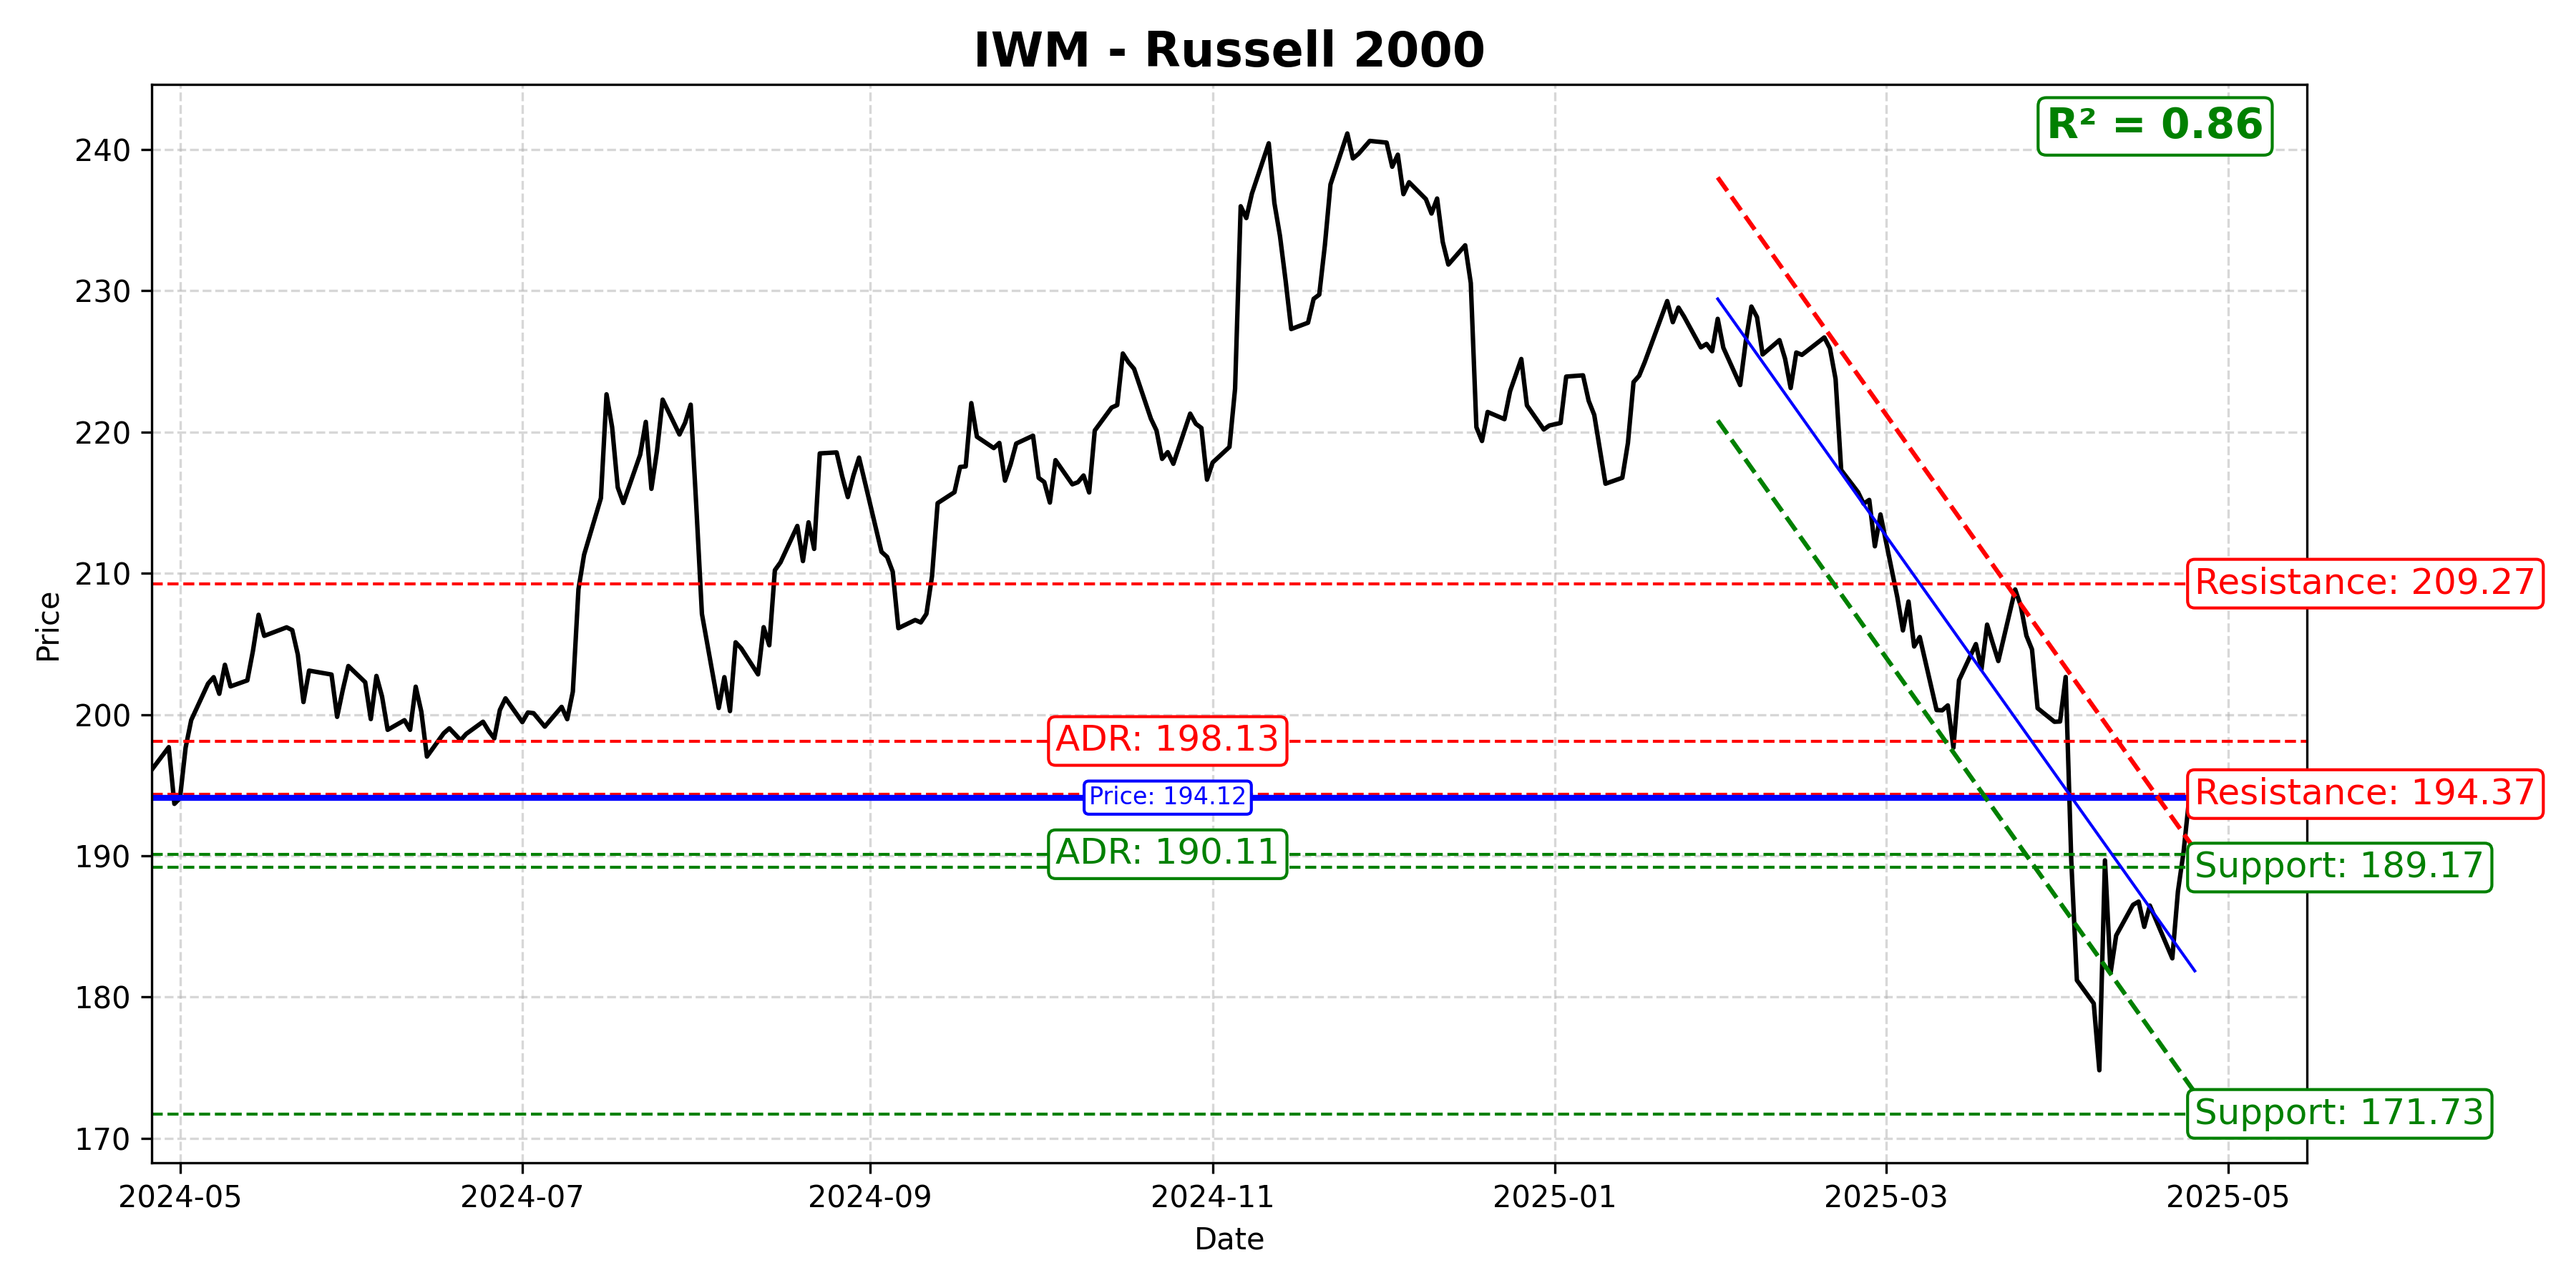 IWM - Russell 2000
R² = 0.86
240
230
220
210
200
190
180
170
Price
Resistance: 209.27
ADR: 198.13
Resistance: 194.37
Price: 194.12
ADR: 190.11
Support: 189.17
Support: 171.73
2024-05
2024-07
2024-09
2024-11
2025-01
2025-03
2025-05
Date